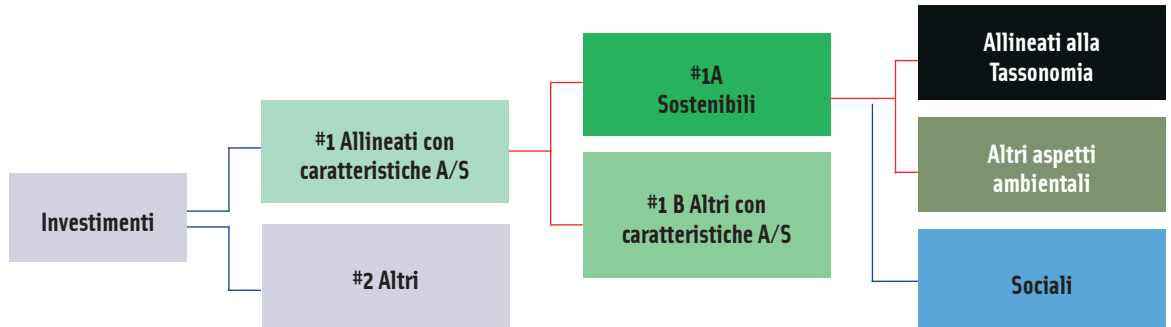 Investimenti
#1 Allineati con
caratteristiche A/S
#2 Altri
#1A
Sostenibili
#1 B Altri con
caratteristiche A/S
Allineati alla
Tassonomia
Altri aspetti
ambientali
Sociali